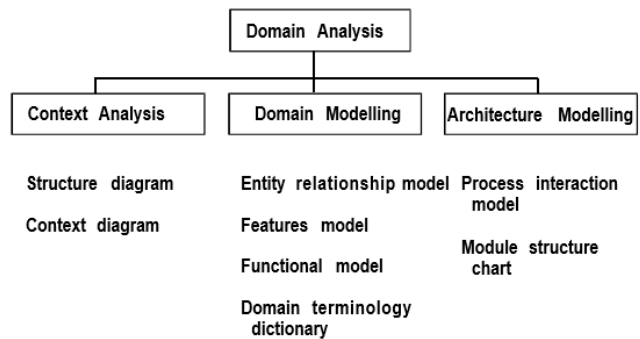 Domain Analysis
Context Analysis
Domain Modelling
Architecture Modelling
Structure diagram
Context diagram
Entity relationship model
Features model
Functional model
Domain terminology
dictionary
Process interaction
model
Module structure
chart